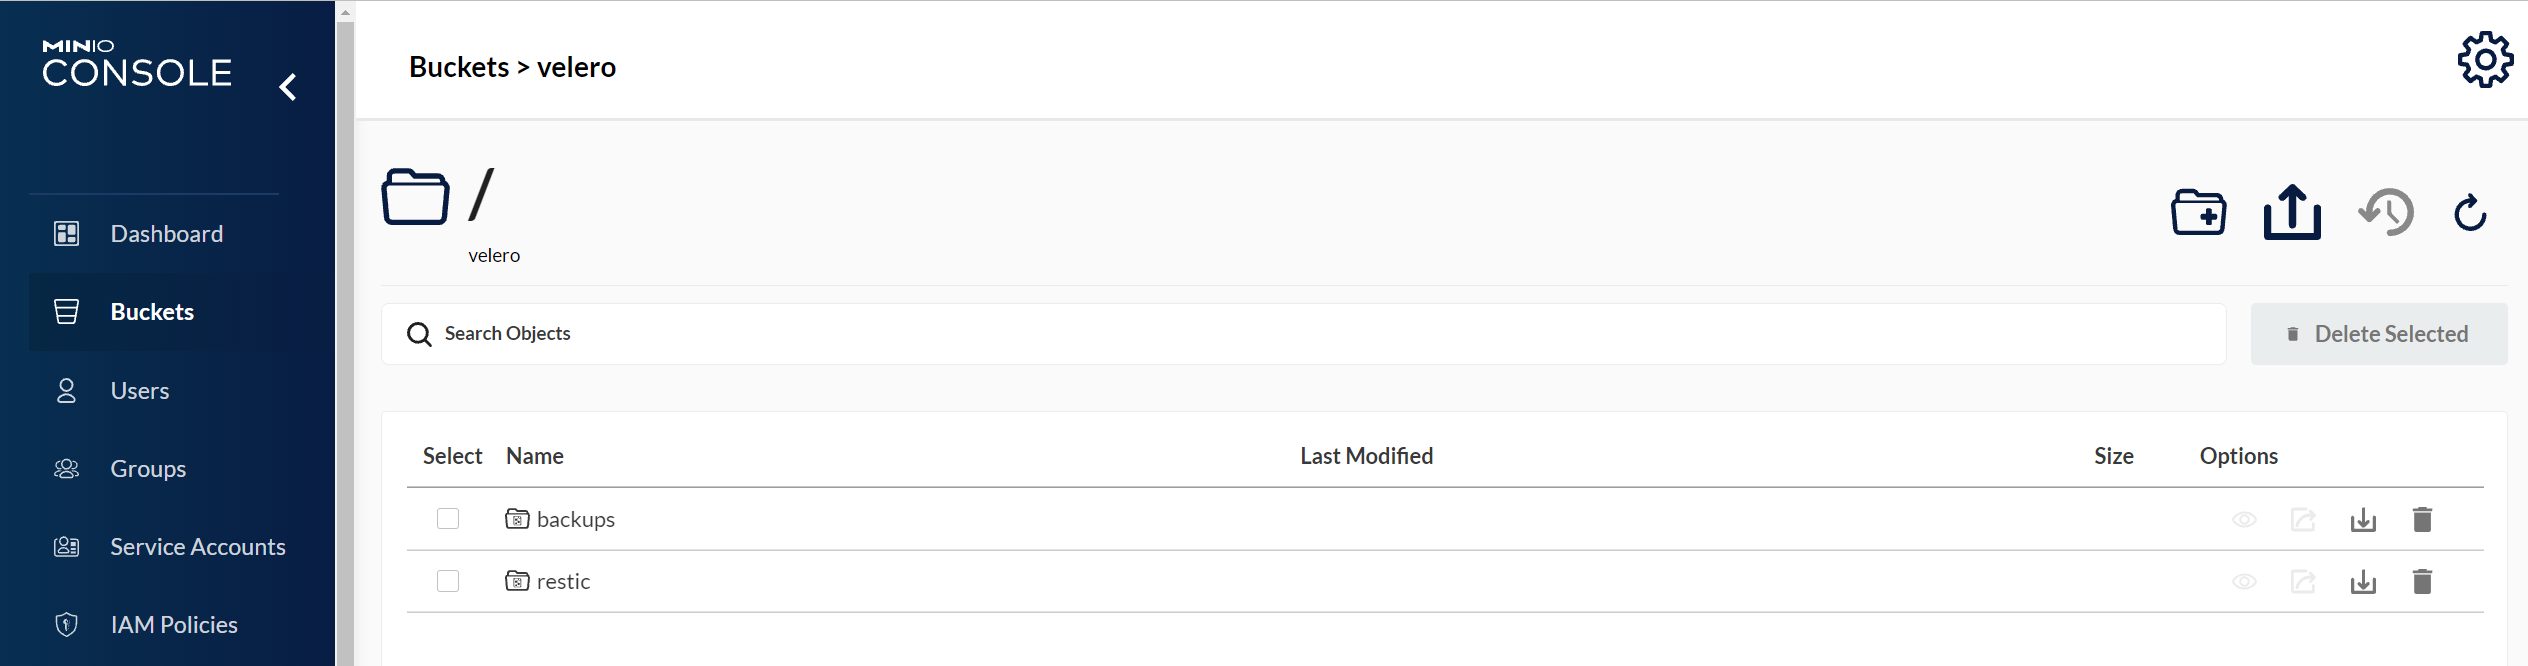 MINIO
CONSOLE
Dashboard
Buckets
Users
Groups
Service Accounts
IAM Policies
Buckets > velero
/
velero
Search Objects
Delete Selected
Select Name Last Modified Size Options
backups
restic